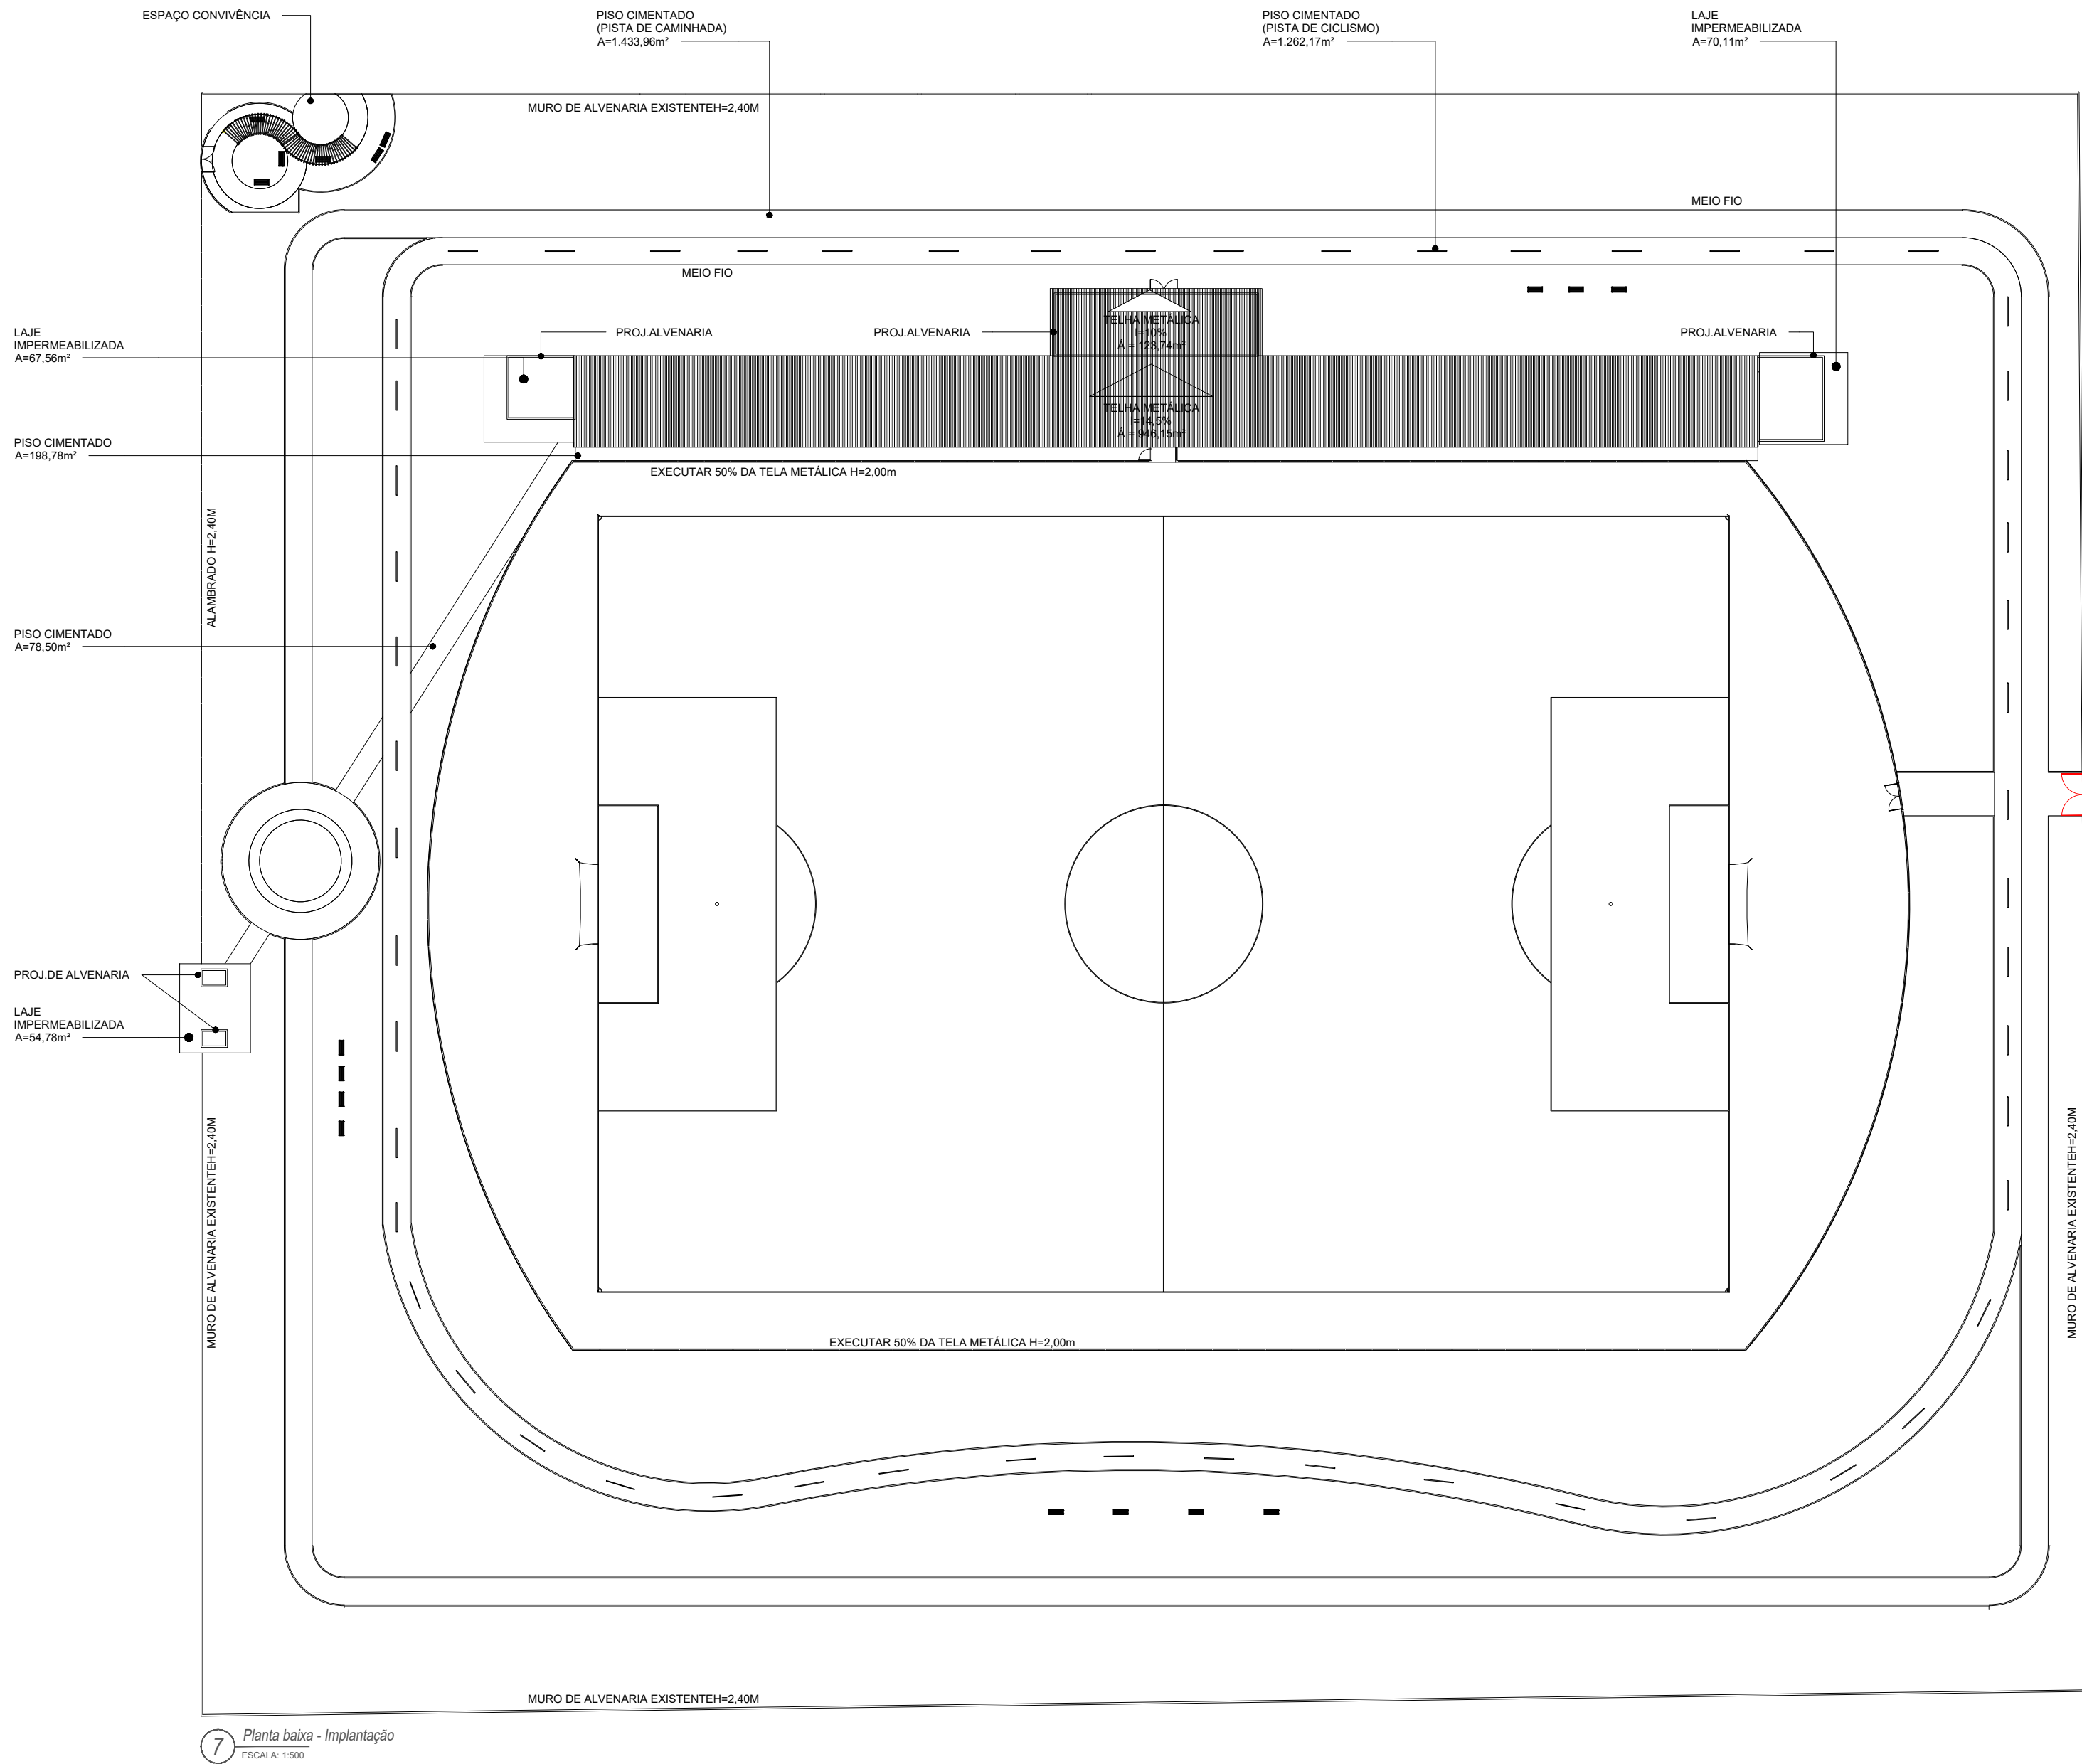 ESPAÇO CONVIVÊNCIA
PISO CIMENTADO
(PISTA DE CAMINHADA)
A=1.433,96m²
PISO CIMENTADO
(PISTA DE CICLISMO)
A=1.262,17m²
LAJE
IMPERMEABILIZADA
A=70,11m²
MURO DE ALVENARIA EXISTENTEH=2,40M
MEIO FIO
MEIO FIO
LAJE
IMPERMEABILIZADA
A=67,56m²
PROJ.ALVENARIA
PROJ.ALVENARIA
TELHA METÁLICA
I=10%
Á = 123,74m²
PROJ.ALVENARIA
TELHA METÁLICA
I=14,5%
Á = 946,15m²
PISO CIMENTADO
A=198,78m²
EXECUTAR 50% DA TELA METÁLICA H=2,00m
ALAMBRADO H=2,40M
PISO CIMENTADO
A=78,50m²
PROJ.DE ALVENARIA
LAJE
IMPERMEABILIZADA
A=54,78m²
MURO DE ALVENARIA EXISTENTEH=2,40M
MURO DE ALVENARIA EXISTENTEH=2,40M
EXECUTAR 50% DA TELA METÁLICA H=2,00m
MURO DE ALVENARIA EXISTENTEH=2,40M
7
Planta baixa - Implantação
ESCALA: 1:500